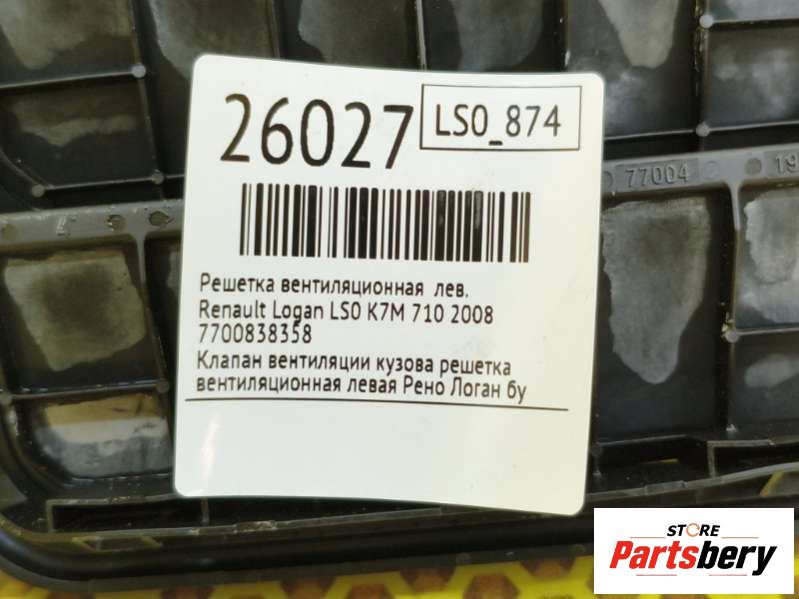 26027
LS0_874
77004
19
Решетка вентиляционная лев.
Renault Logan LS0 K7M 710 2008
7700838358
Клапан вентиляции кузова решетка
вентиляционная левая Рено Логан бу
STORE
Partsbery